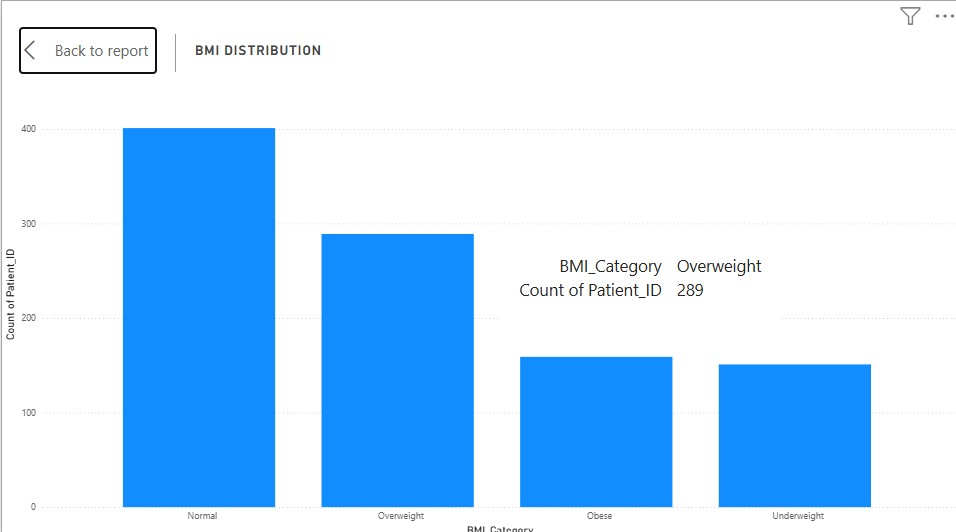 Back to report
BMI DISTRIBUTION
400
300
200
100
0
Count of Patient_ID
BMI_Category Overweight
Count of Patient_ID 289
Normal
Overweight
Obese
Underweight
BMI_Category